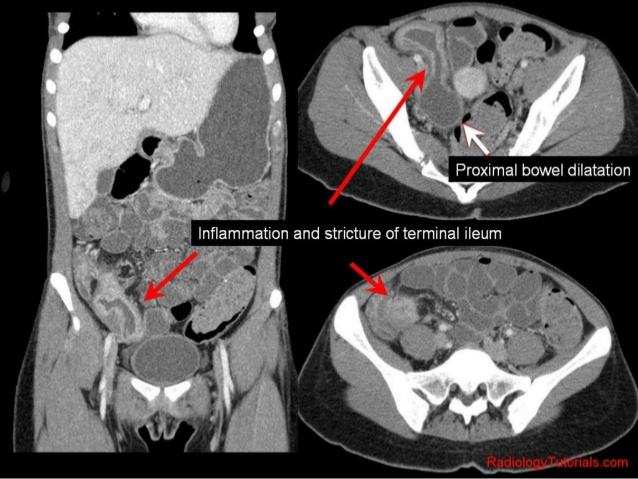 Proximal bowel dilatation
Inflammation and stricture of terminal ileum
RadiologyTutorials.com